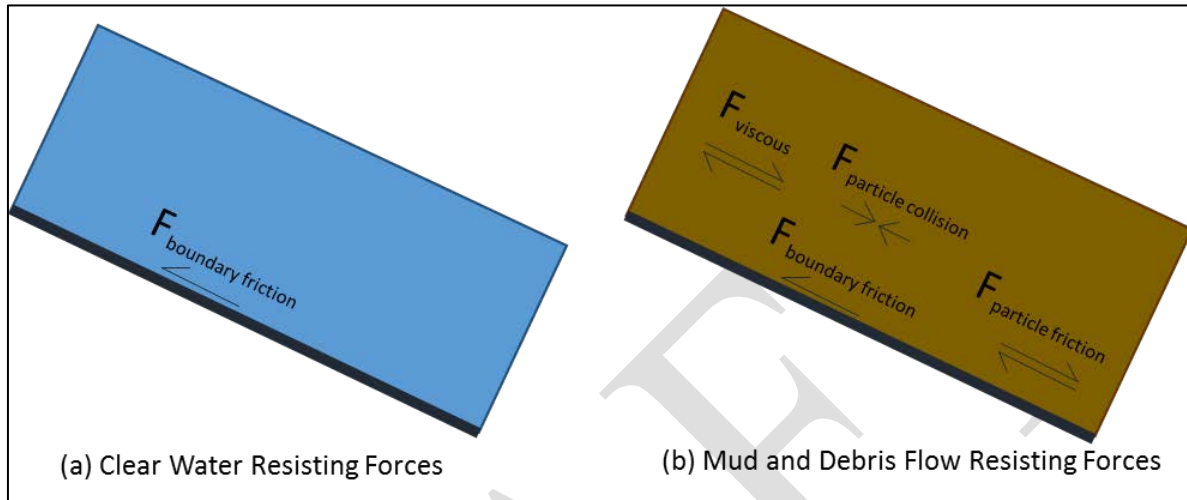 F boundary friction
F viscous
F particle collision
F boundary friction
F particle friction
(a) Clear Water Resisting Forces
(b) Mud and Debris Flow Resisting Forces